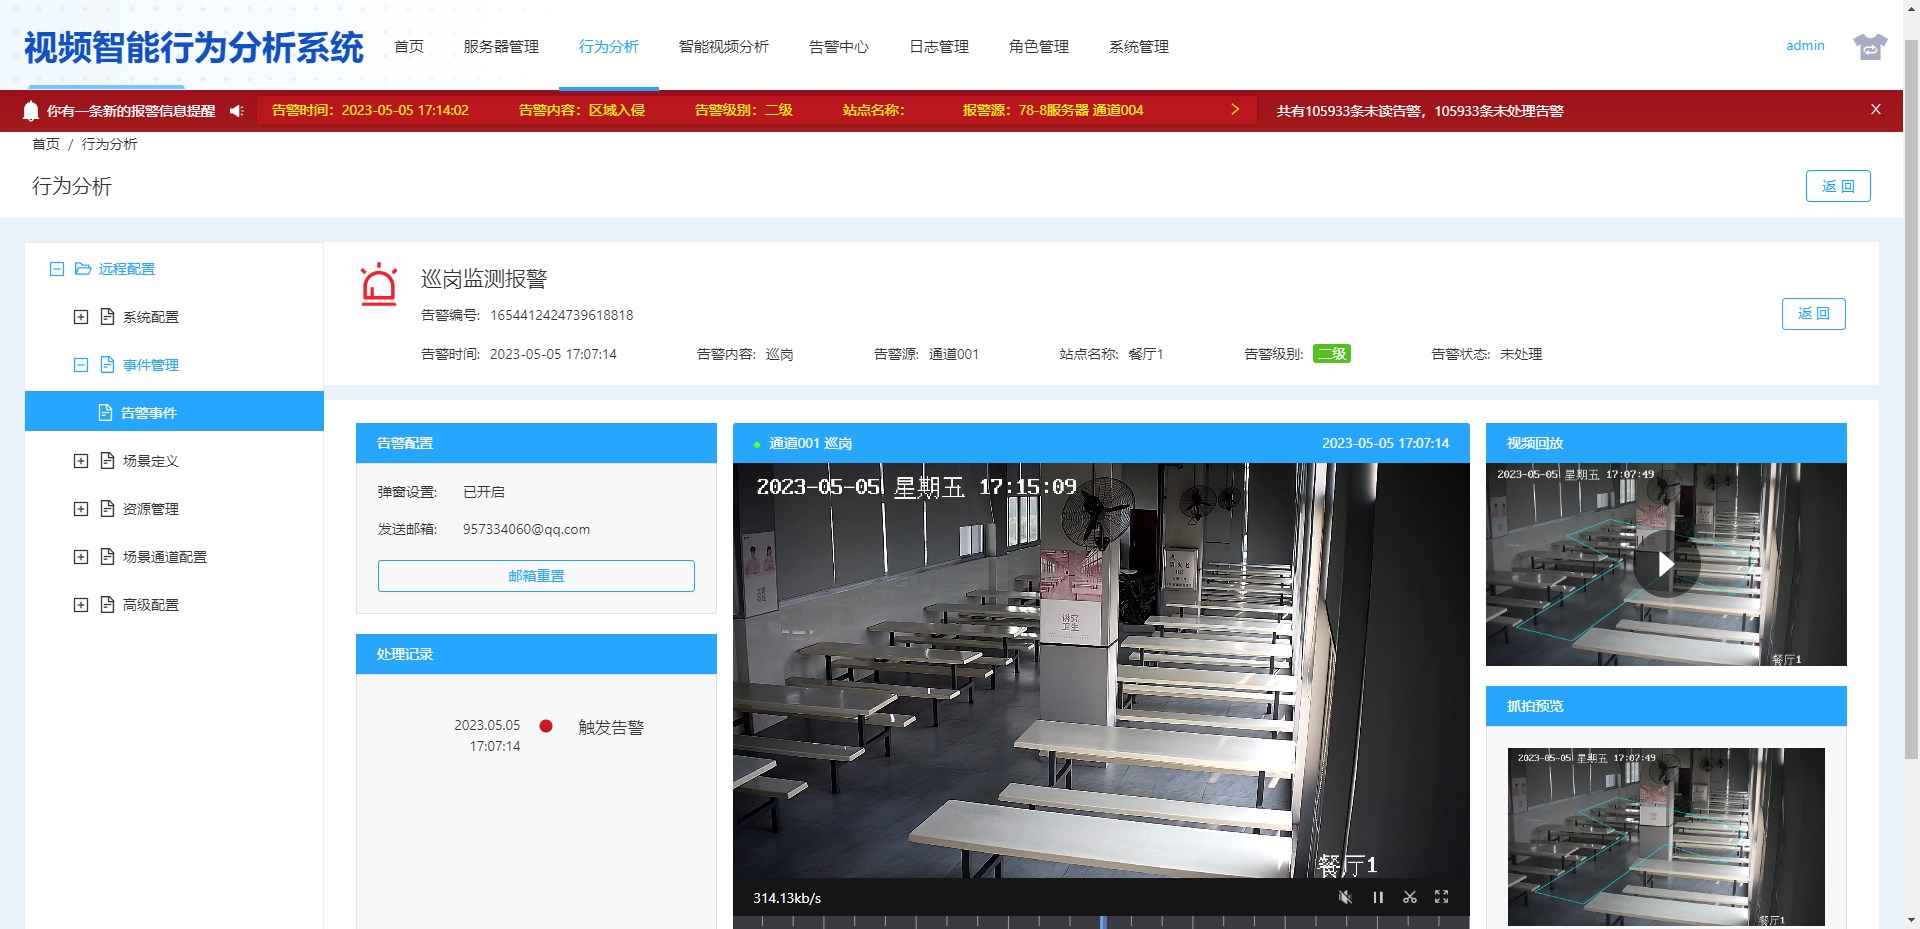 视频智能行为分析系统
首页 服务器管理 行为分析 智能视频分析 告警中心 日志管理 角色管理 系统管理 admin
你有一条新的报警信息提醒 告警时间：2023-05-05 17:14:02 告警内容：区域入侵 告警级别：二级 站点名称： 报警源：78-8服务器 通道004 共有105933条未读告警，105933条未处理告警 X
首页 / 行为分析
行为分析
返回
远程配置
系统配置
事件管理
告警事件
场景定义
资源管理
场景通道配置
高级配置
巡岗监测报警
告警编号: 1654412424739618818
告警时间: 2023-05-05 17:07:14 告警内容: 巡岗 告警源: 通道001 站点名称: 餐厅1 告警级别: 二级 告警状态: 未处理
返回
告警配置
弹窗设置: 已开启
发送邮箱: 957334060@qq.com
邮箱重置
处理记录
2023.05.05
17:07:14
触发告警
通道001 巡岗 2023-05-05 17:07:14
2023-05-05 星期五 17:15:09
讲究
卫生
餐厅1
314.13kb/s
视频回放
2023-05-05 星期五 17:07:49
餐厅1
抓拍预览
2023-05-05 星期五 17:07:49
餐厅1